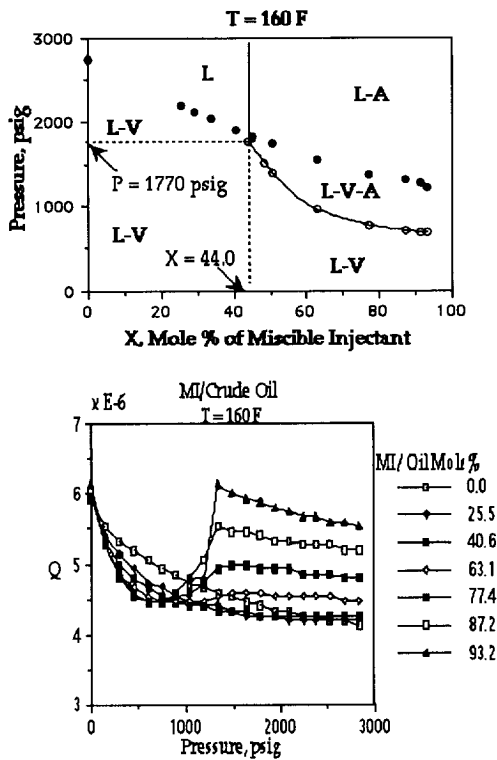 T = 160 F
3000
2000
1000
0
Pressure, psig
L
L-A
L-V
P = 1770 psig
L-V-A
L-V
X = 44.0
L-V
0 20 40 60 80 100
X, Mole % of Miscible Injectant
x E-6
MI/Crude Oil
T = 160 F
7
6
5
4
3
Q
0 1000 2000 3000
Pressure, psig
MI/ Oil Mols %
0.0
25.5
40.6
63.1
77.4
87.2
93.2